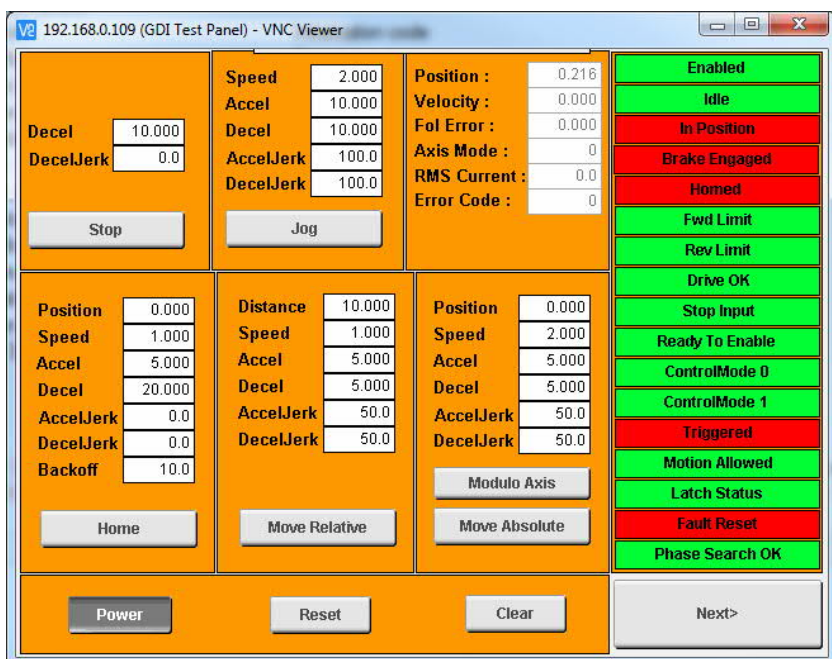 192.168.0.109 (GDI Test Panel) - VNC Viewer
Decel 10.000
DecelJerk 0.0
Stop
Speed 2.000
Accel 10.000
Decel 10.000
AccelJerk 100.0
DecelJerk 100.0
Jog
Position : 0.216
Velocity : 0.000
Fol Error : 0.000
Axis Mode : 0
RMS Current : 0.0
Error Code : 0
Position 0.000
Speed 1.000
Accel 5.000
Decel 20.000
AccelJerk 0.0
DecelJerk 0.0
Backoff 10.0
Home
Distance 10.000
Speed 1.000
Accel 5.000
Decel 5.000
AccelJerk 50.0
DecelJerk 50.0
Move Relative
Position 0.000
Speed 2.000
Accel 5.000
Decel 5.000
AccelJerk 50.0
DecelJerk 50.0
Modulo Axis
Move Absolute
Enabled
Idle
In Position
Brake Engaged
Homed
Fwd Limit
Rev Limit
Drive OK
Stop Input
Ready To Enable
ControlMode 0
ControlMode 1
Triggered
Motion Allowed
Latch Status
Fault Reset
Phase Search OK
Power
Reset
Clear
Next>